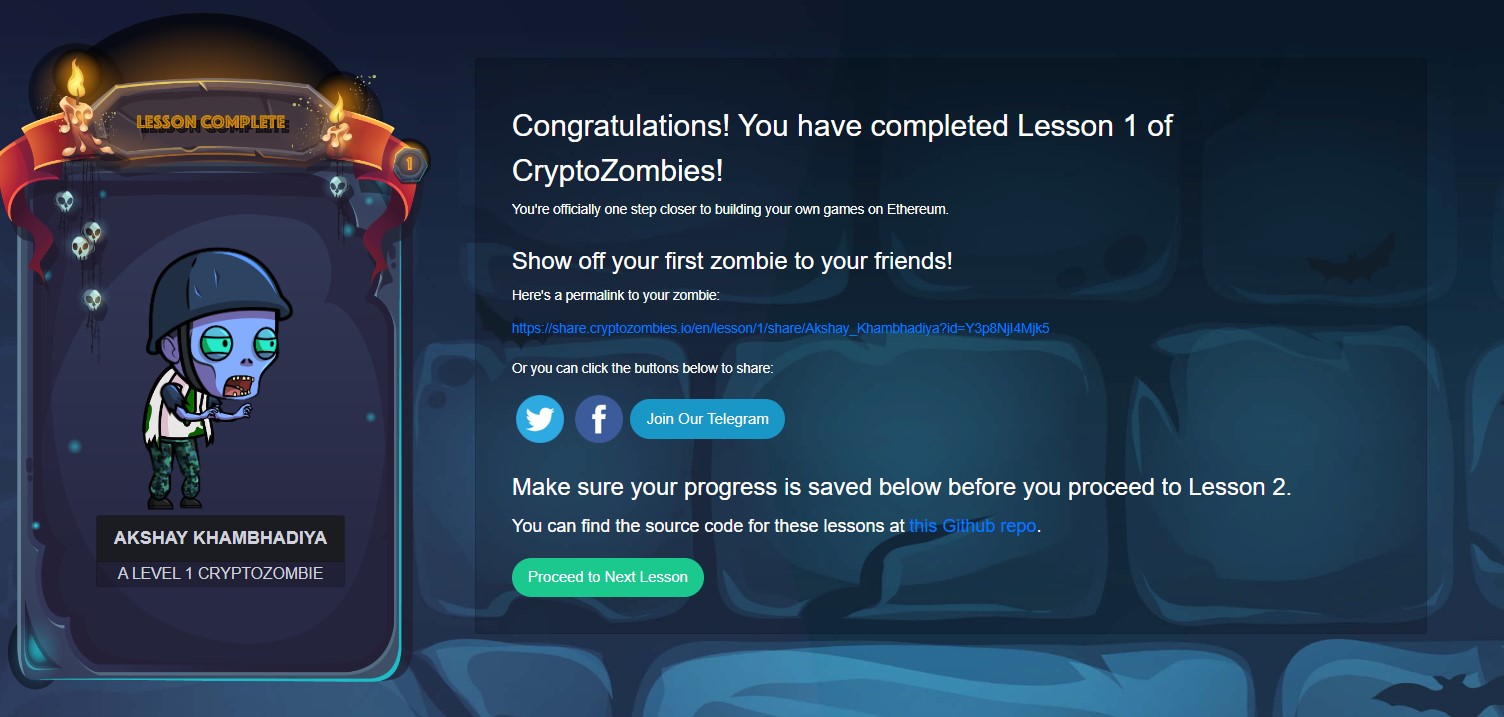 LESSON COMPLETE
1
AKSHAY KHAMBHADIYA
A LEVEL 1 CRYPTOZOMBIE
Congratulations! You have completed Lesson 1 of
CryptoZombies!
You're officially one step closer to building your own games on Ethereum.
Show off your first zombie to your friends!
Here's a permalink to your zombie:
https://share.cryptozombies.io/en/lesson/1/share/Akshay_Khambhadiya?id=Y3p8NjI4Mjk5
Or you can click the buttons below to share:
Join Our Telegram
Make sure your progress is saved below before you proceed to Lesson 2.
You can find the source code for these lessons at this Github repo.
Proceed to Next Lesson